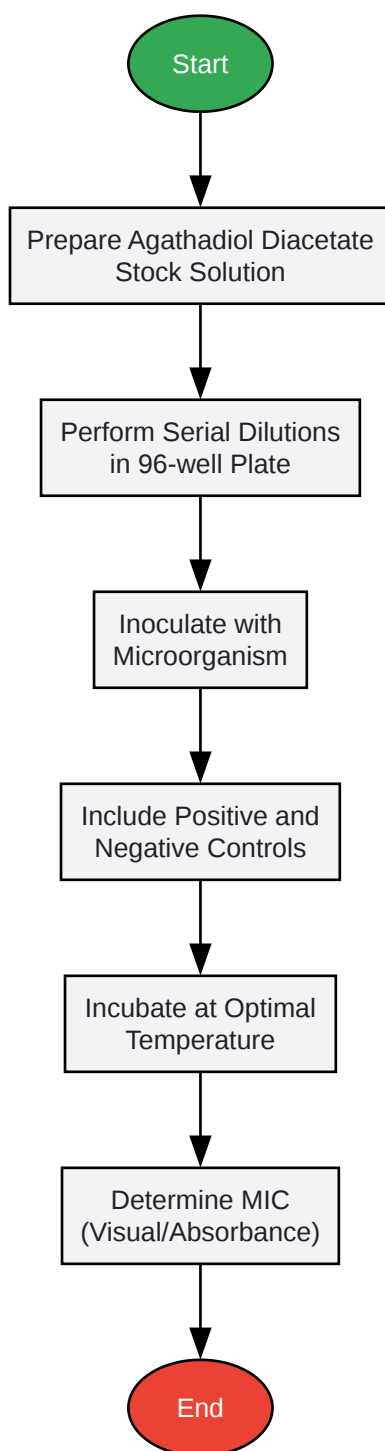 Start
Prepare Agathadiol Diacetate
Stock Solution
Perform Serial Dilutions
in 96-well Plate
Inoculate with
Microorganism
Include Positive and
Negative Controls
Incubate at Optimal
Temperature
Determine MIC
(Visual/Absorbance)
End